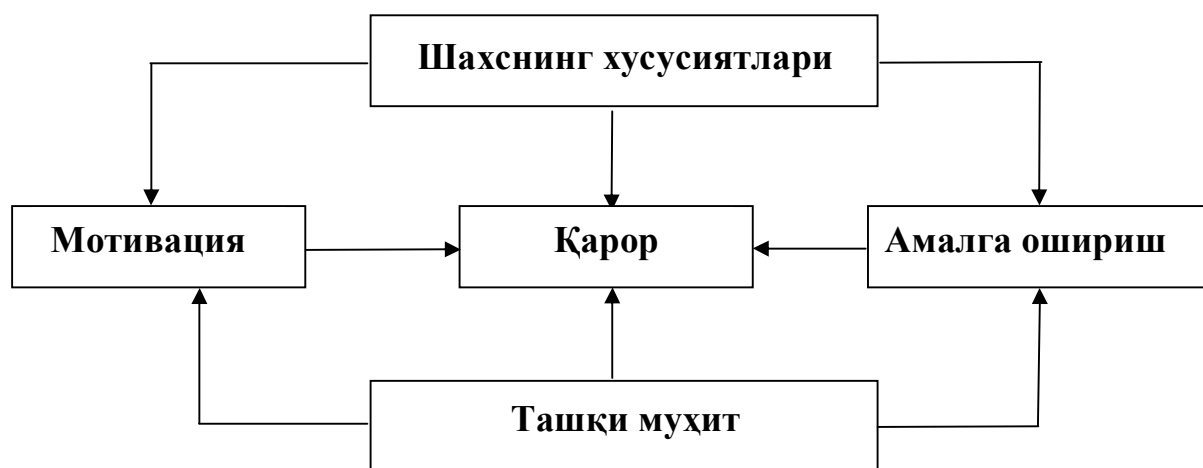 Шахснинг хусусиятлари
Мотивация
Қарор
Амалга ошириш
Ташқи муҳит